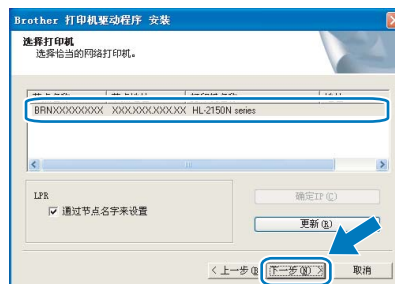 Brother 打印机驱动程序 安装
选择打印机
选择恰当的网络打印机。
BRNXXXXXXXX XXX.XXX.XXX.XX HL-2150N series
LPR
通过节点名字来设置
确定IP(C)
更新(R)
<上一步(B
下一步(N) >
取消